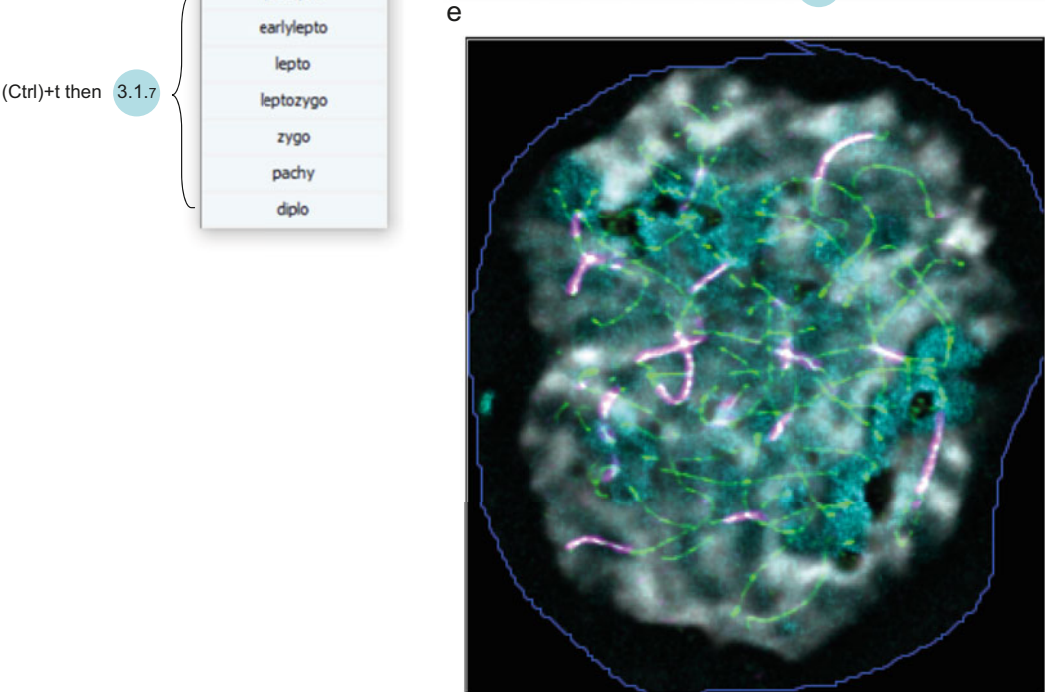 e
earlylepto
lepto
(Ctrl)+t then 3.1.7
leptozygo
zygo
pachy
diplo